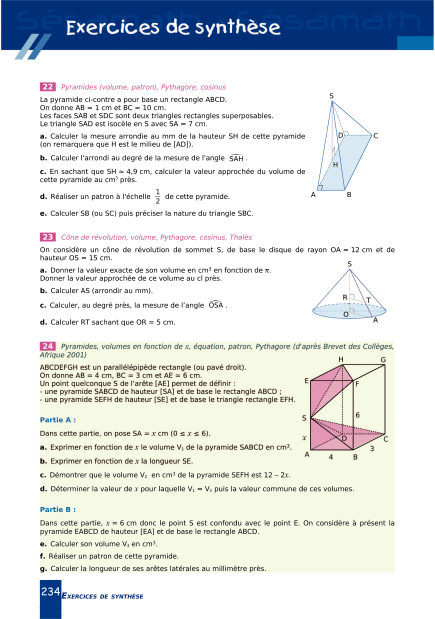 Exercices de synthèse
22 Pyramides (volume, patron), Pythagore, cosinus
La pyramide ci-contre a pour base un rectangle ABCD.
On donne AB = 1 cm et BC = 10 cm.
Les faces SAB et SDC sont deux triangles rectangles superposables.
Le triangle SAD est isocèle en S avec SA = 7 cm.
a. Calculer la mesure arrondie au mm de la hauteur SH de cette pyramide
(on remarquera que H est le milieu de [AD]).
b. Calculer l'arrondi au degré de la mesure de l'angle SAH .
c. En sachant que SH ≈ 4,9 cm, calculer la valeur approchée du volume de
cette pyramide au cm³ près.
d. Réaliser un patron à l'échelle 1/2 de cette pyramide.
e. Calculer SB (ou SC) puis préciser la nature du triangle SBC.
S
D
C
H
A
B
23 Cône de révolution, volume, Pythagore, cosinus, Thalès
On considère un cône de révolution de sommet S, de base le disque de rayon OA = 12 cm et de
hauteur OS = 15 cm.
a. Donner la valeur exacte de son volume en cm³ en fonction de π.
Donner la valeur approchée de ce volume au cl près.
b. Calculer AS (arrondir au mm).
c. Calculer, au degré près, la mesure de l'angle OSA .
d. Calculer RT sachant que OR = 5 cm.
S
R
T
O
A
24 Pyramides, volumes en fonction de x, équation, patron, Pythagore (d'après Brevet des Collèges,
Afrique 2001)
ABCDEFGH est un parallélépipède rectangle (ou pavé droit).
On donne AB = 4 cm, BC = 3 cm et AE = 6 cm.
Un point quelconque S de l'arête [AE] permet de définir :
- une pyramide SABCD de hauteur [SA] et de base le rectangle ABCD ;
- une pyramide SEFH de hauteur [SE] et de base le triangle rectangle EFH.
H
G
E
F
S
6
x
D
C
A
4
B
3
Partie A :
Dans cette partie, on pose SA = x cm (0 ≤ x ≤ 6).
a. Exprimer en fonction de x le volume V₁ de la pyramide SABCD en cm³.
b. Exprimer en fonction de x la longueur SE.
c. Démontrer que le volume V₂ en cm³ de la pyramide SEFH est 12 – 2x.
d. Déterminer la valeur de x pour laquelle V₁ = V₂ puis la valeur commune de ces volumes.
Partie B :
Dans cette partie, x = 6 cm donc le point S est confondu avec le point E. On considère à présent la
pyramide EABCD de hauteur [EA] et de base le rectangle ABCD.
e. Calculer son volume V₃ en cm³.
f. Réaliser un patron de cette pyramide.
g. Calculer la longueur de ses arêtes latérales au millimètre près.
234 EXERCICES DE SYNTHÈSE